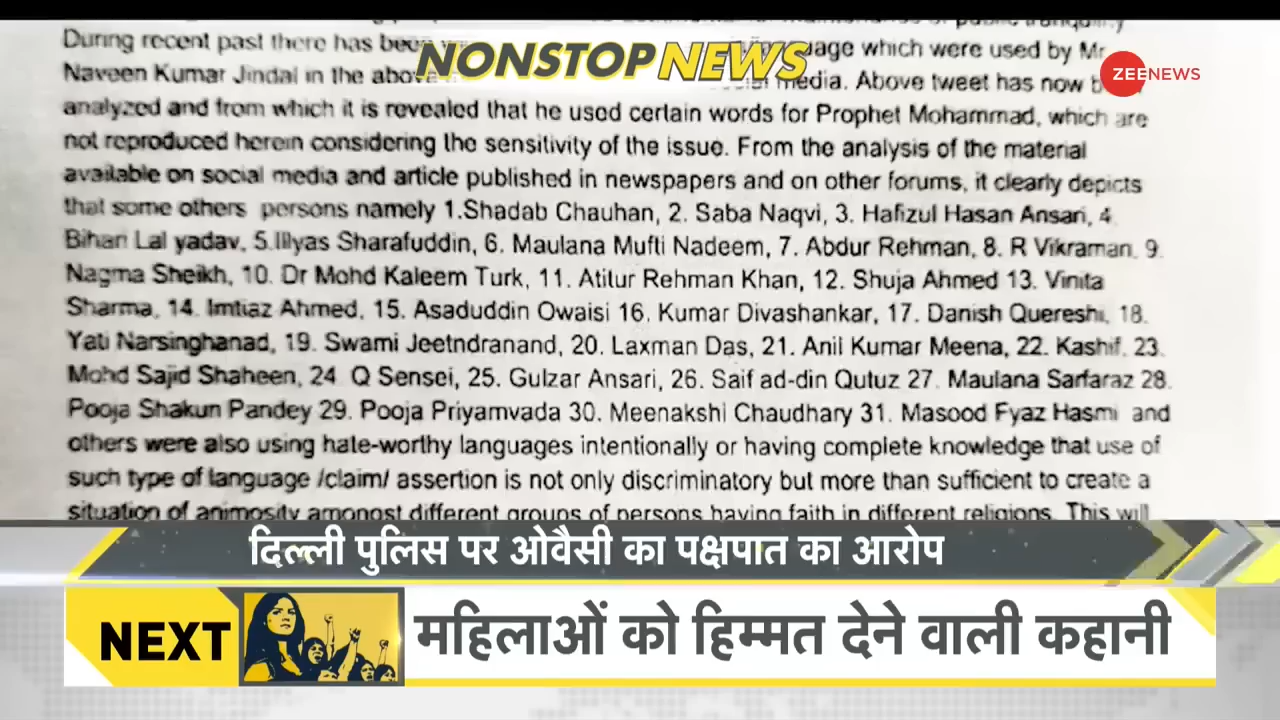 During recent past there has been
NONSTOP NEWS
language which were used by Mr
ZEE NEWS
Naveen Kumar Jindal in the above
social media. Above tweet has now been
analyzed and from which it is revealed that he used certain words for Prophet Mohammad, which are
not reproduced herein considering the sensitivity of the issue. From the analysis of the material
available on social media and article published in newspapers and on other forums, it clearly depicts
that some others persons namely 1.Shadab Chauhan, 2. Saba Naqvi, 3. Hafizul Hasan Ansari, 4.
Bihari Lal yadav, 5.Illyas Sharafuddin, 6. Maulana Mufti Nadeem, 7. Abdur Rehman, 8. R Vikraman, 9.
Nagma Sheikh, 10. Dr Mohd Kaleem Turk, 11. Atitur Rehman Khan, 12. Shuja Ahmed 13. Vinita
Sharma, 14. Imtiaz Ahmed, 15. Asaduddin Owaisi 16. Kumar Divashankar, 17. Danish Quereshi, 18.
Yati Narsinghanad, 19. Swami Jeetndranand, 20. Laxman Das, 21. Anil Kumar Meena, 22. Kashif, 23.
Mohd Sajid Shaheen, 24. Q Sensei, 25. Gulzar Ansari, 26. Saif ad-din Qutuz 27. Maulana Sarfaraz 28.
Pooja Shakun Pandey 29. Pooja Priyamvada 30. Meenakshi Chaudhary 31. Masood Fyaz Hasmi and
others were also using hate-worthy languages intentionally or having complete knowledge that use of
such type of language /claim/ assertion is not only discriminatory but more than sufficient to create a
situation of animosity amongst different groups of persons having faith in different religions. This will
दिल्ली पुलिस पर ओवैसी का पक्षपात का आरोप
NEXT
महिलाओं को हिम्मत देने वाली कहानी